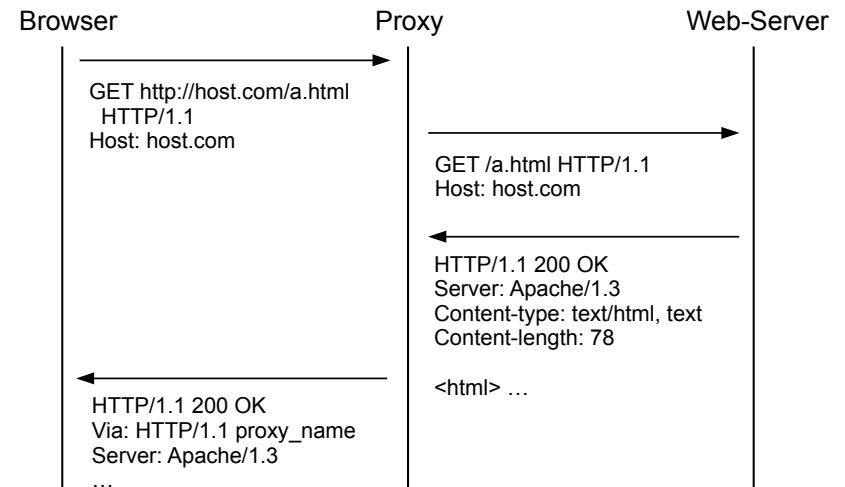 Browser
Proxy
Web-Server
GET http://host.com/a.html
HTTP/1.1
Host: host.com
GET /a.html HTTP/1.1
Host: host.com
HTTP/1.1 200 OK
Server: Apache/1.3
Content-type: text/html, text
Content-length: 78
<html> …
HTTP/1.1 200 OK
Via: HTTP/1.1 proxy_name
Server: Apache/1.3
…